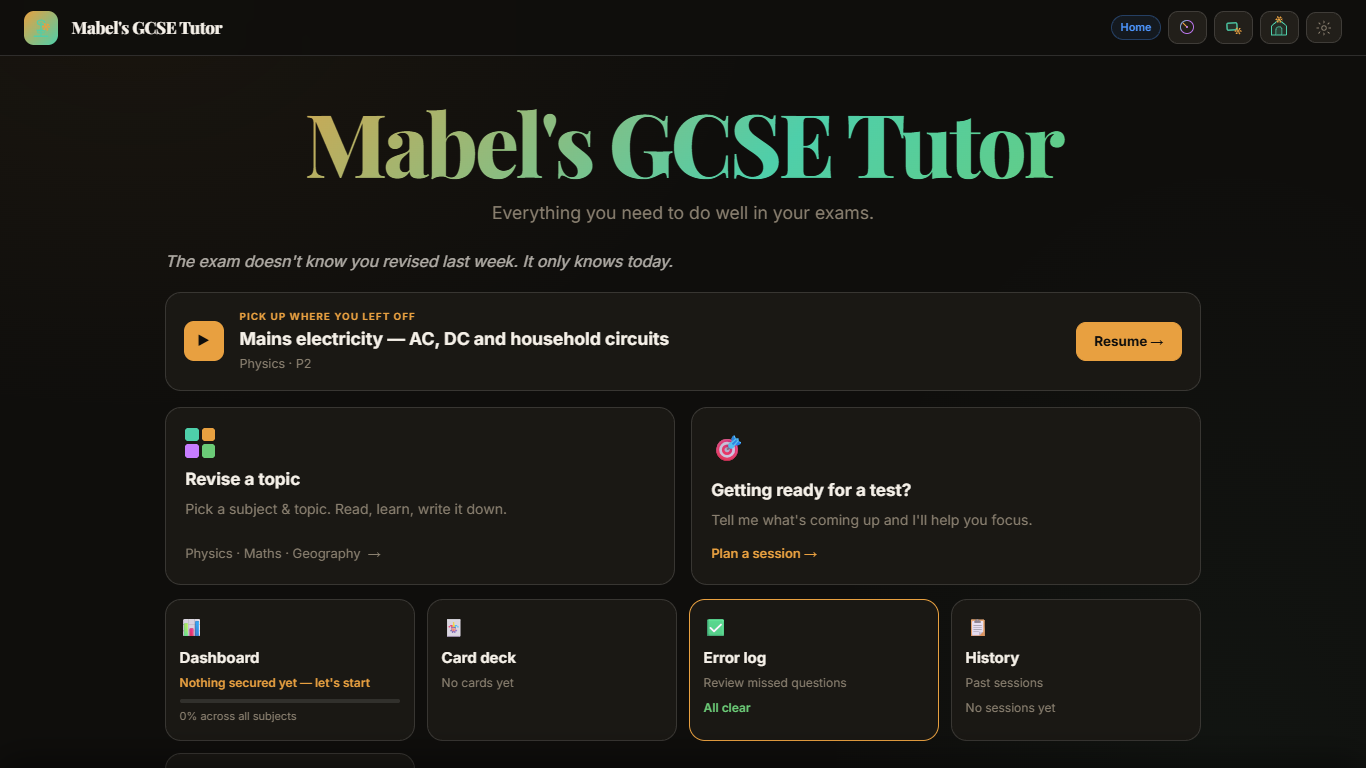 Mabel's GCSE Tutor
Home
Mabel's GCSE Tutor
Everything you need to do well in your exams.
The exam doesn't know you revised last week. It only knows today.
PICK UP WHERE YOU LEFT OFF
Mains electricity — AC, DC and household circuits
Physics · P2
Resume →
Revise a topic
Pick a subject & topic. Read, learn, write it down.
Physics · Maths · Geography →
Getting ready for a test?
Tell me what's coming up and I'll help you focus.
Plan a session →
Dashboard
Nothing secured yet — let's start
0% across all subjects
Card deck
No cards yet
Error log
Review missed questions
All clear
History
Past sessions
No sessions yet